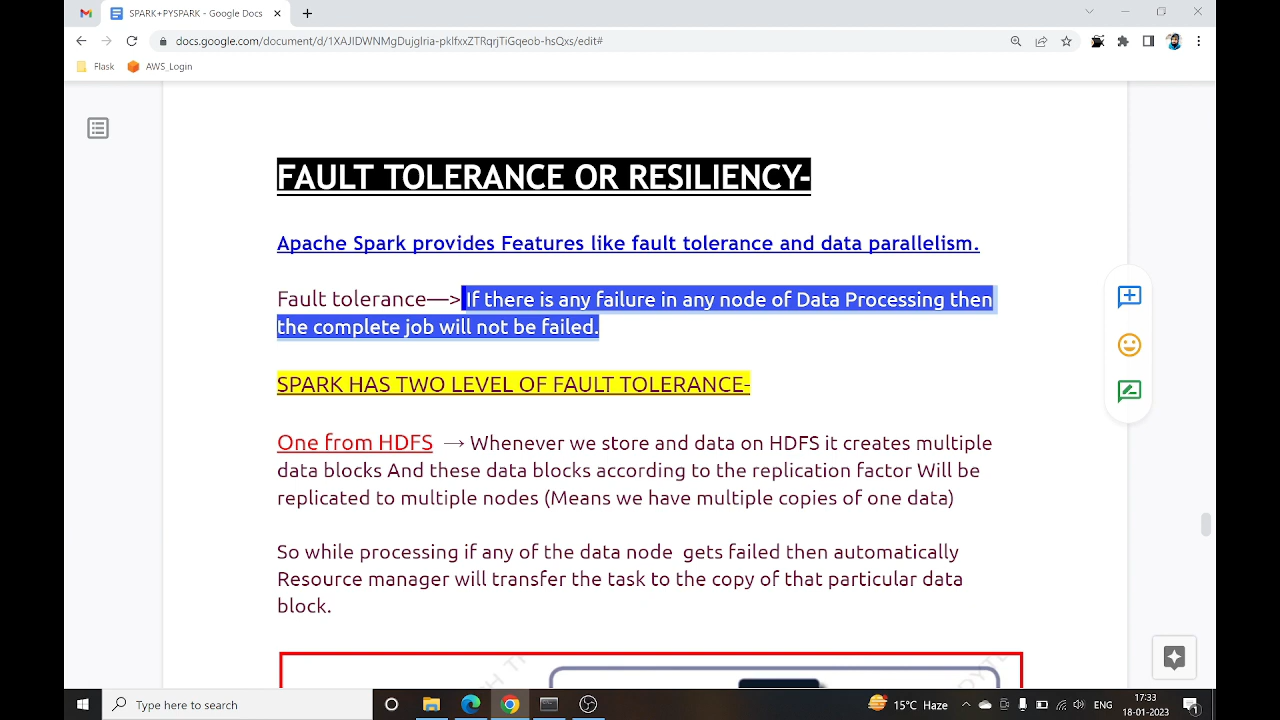 SPARK+PYSPARK - Google Docs
docs.google.com/document/d/1XAJIDWNMgDujgIria-pkIfxxZTRqrjTiGqeob-hsQxs/edit#
Flask
AWS_Login
FAULT TOLERANCE OR RESILIENCY-
Apache Spark provides Features like fault tolerance and data parallelism.
Fault tolerance—>If there is any failure in any node of Data Processing then
the complete job will not be failed.
SPARK HAS TWO LEVEL OF FAULT TOLERANCE-
One from HDFS → Whenever we store and data on HDFS it creates multiple
data blocks And these data blocks according to the replication factor Will be
replicated to multiple nodes (Means we have multiple copies of one data)
So while processing if any of the data node gets failed then automatically
Resource manager will transfer the task to the copy of that particular data
block.
Type here to search
15°C Haze
ENG
17:33
18-01-2023